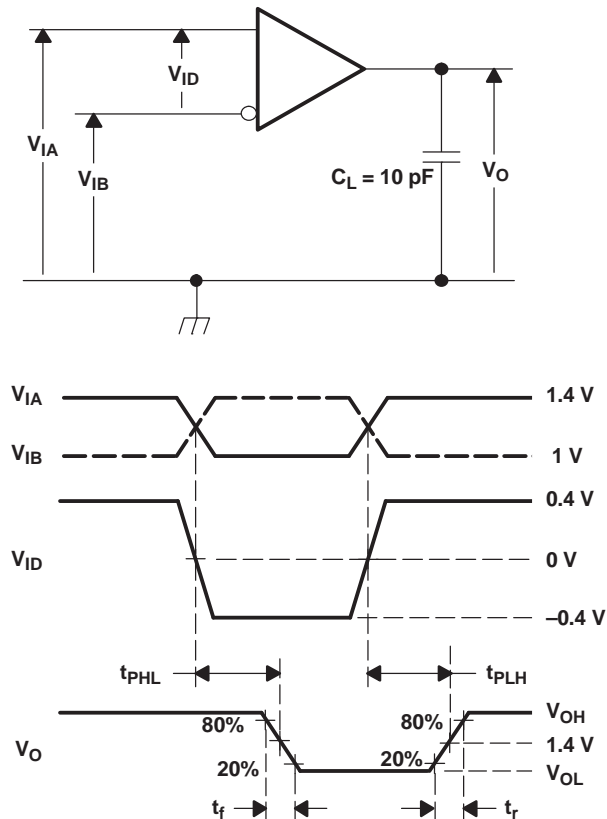 V_ID
V_IA
V_IB
C_L = 10 pF
V_O
V_IA
1.4 V
V_IB
1 V
0.4 V
V_ID
0 V
–0.4 V
t_PHL
t_PLH
V_OH
80%
80%
V_O
1.4 V
20%
20%
V_OL
t_f
t_r